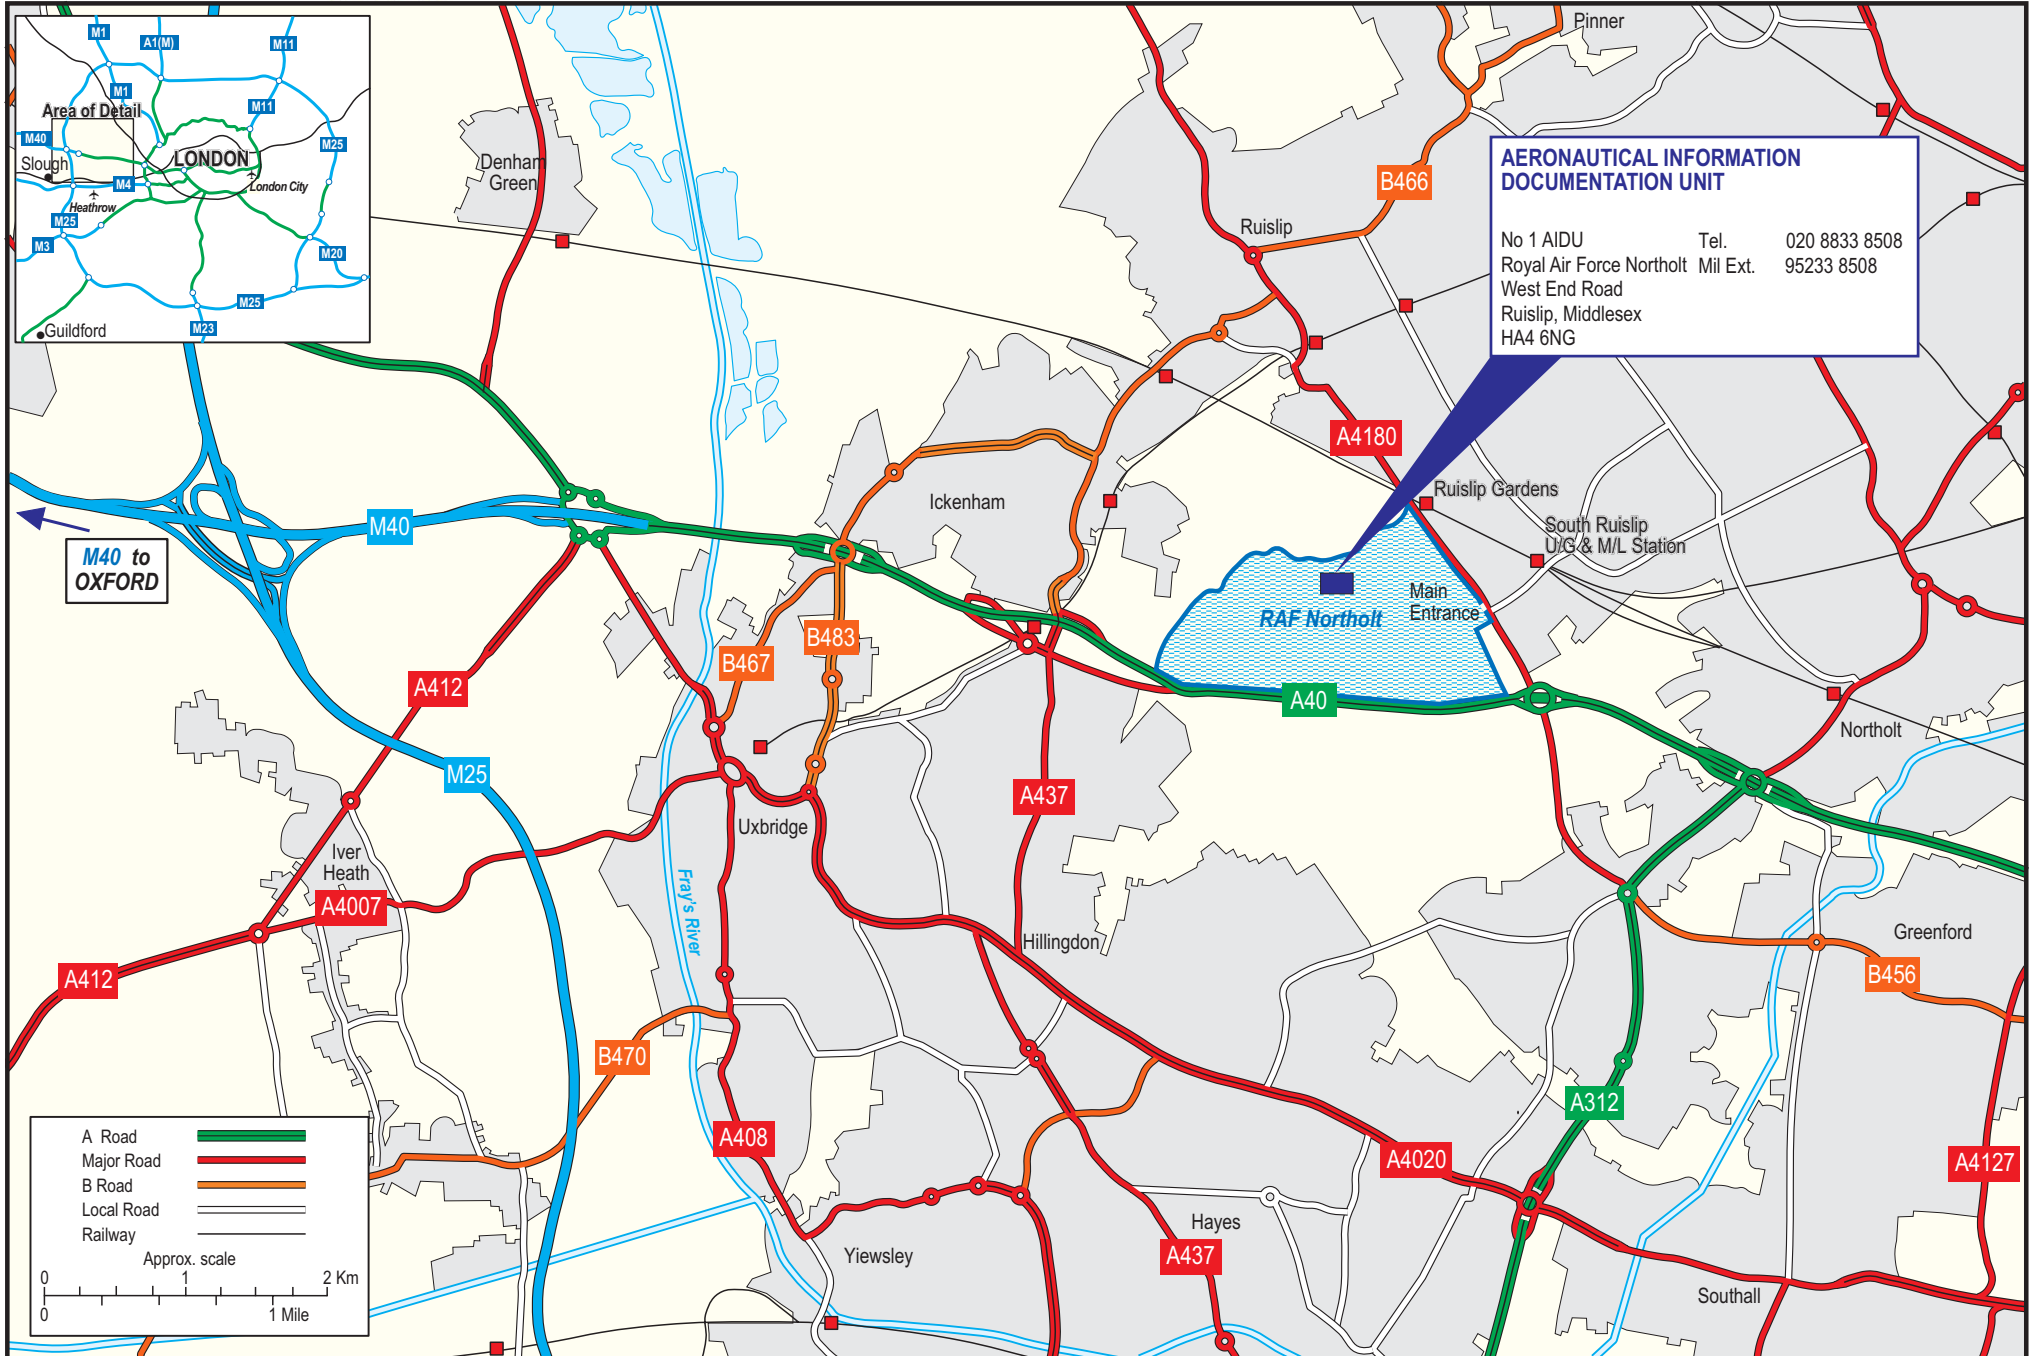 M1
A1(M)
M11
M1
M11
Area of Detail
M40
M25
LONDON
Slough
M4
London City
Heathrow
M25
M3
M20
M25
Guildford
M23
Pinner
Denham
Green
B466
Ruislip
AERONAUTICAL INFORMATION
DOCUMENTATION UNIT
No 1 AIDU Tel. 020 8833 8508
Royal Air Force Northolt Mil Ext. 95233 8508
West End Road
Ruislip, Middlesex
HA4 6NG
A4180
Ruislip Gardens
Ickenham
M40
South Ruislip
U/G & M/L Station
M40 to
OXFORD
Main
Entrance
RAF Northolt
B483
B467
A412
A40
Northolt
M25
A437
Uxbridge
Iver
Heath
A4007
Fray's River
Hillingdon
Greenford
A412
B456
B470
A312
A408
A4020
A4127
Hayes
A437
Yiewsley
Southall
A Road
Major Road
B Road
Local Road
Railway
Approx. scale
0 1 2 Km
0 1 Mile